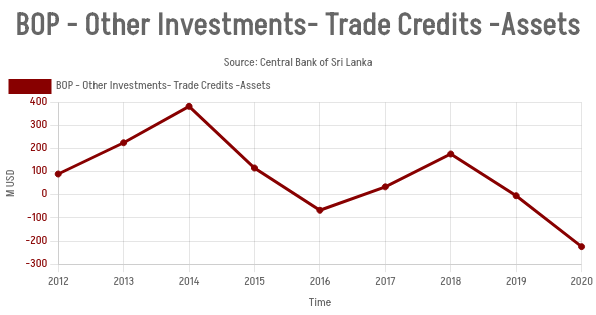 BOP - Other Investments- Trade Credits -Assets
Source: Central Bank of Sri Lanka
BOP - Other Investments- Trade Credits -Assets
400
300
200
100
0
-100
-200
-300
M USD
2012 2013 2014 2015 2016 2017 2018 2019 2020
Time